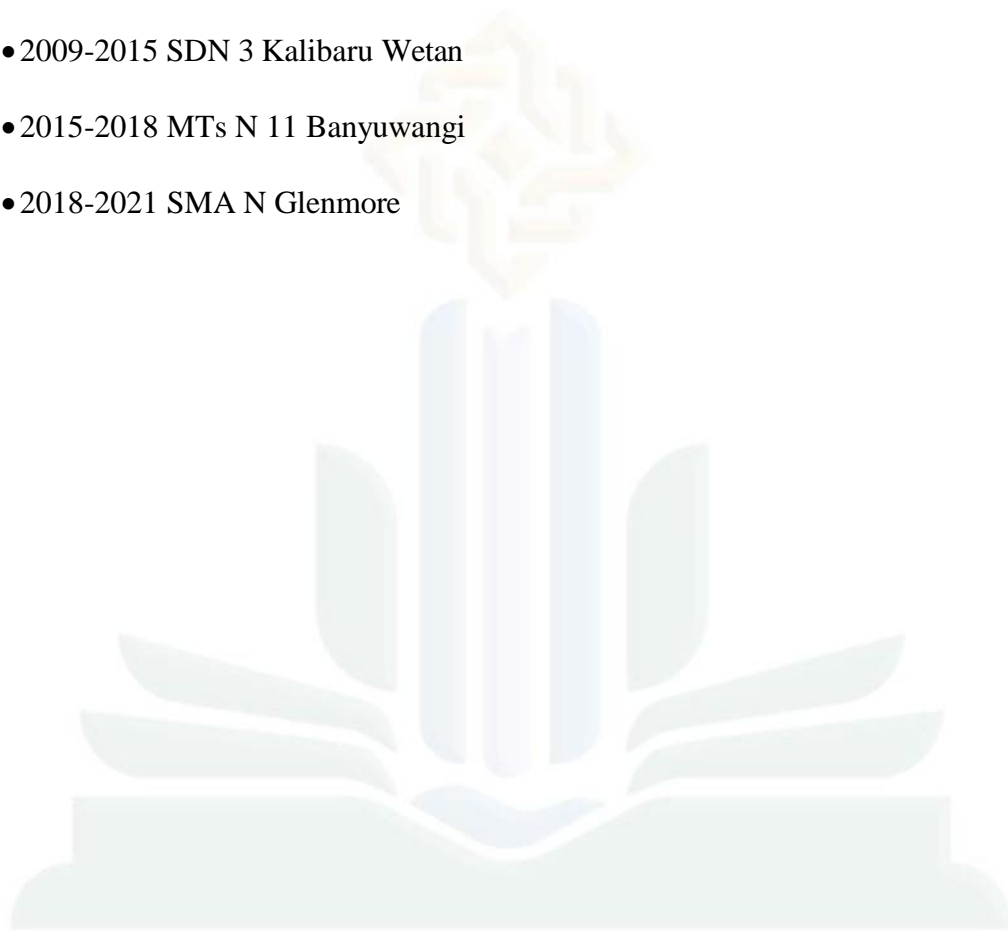 • 2009-2015 SDN 3 Kalibaru Wetan
• 2015-2018 MTs N 11 Banyuwangi
• 2018-2021 SMA N Glenmore